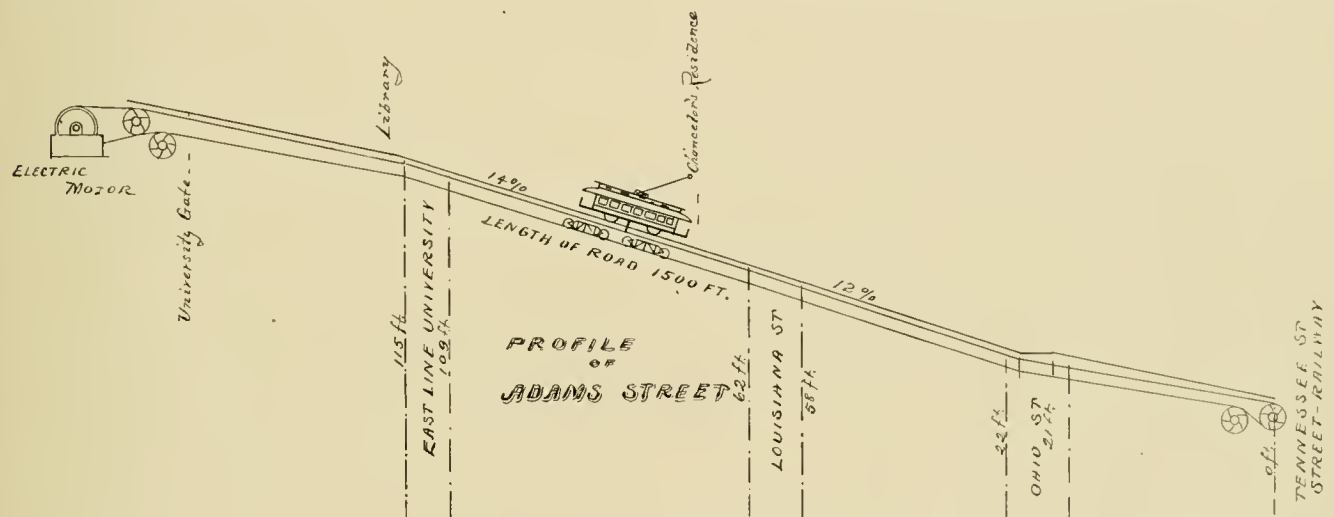 ELECTRIC
MOTOR
University Gate
Library
115 ft
EAST LINE UNIVERSITY
109 ft
14%
LENGTH OF ROAD 1500 FT.
Chancelor's Residence
PROFILE
OF
ADAMS STREET
62 ft.
LOUISIANA ST
58 ft.
12%
22 ft
OHIO ST
21 ft.
0 ft.
TENNESSEE ST
STREET-RAILWAY